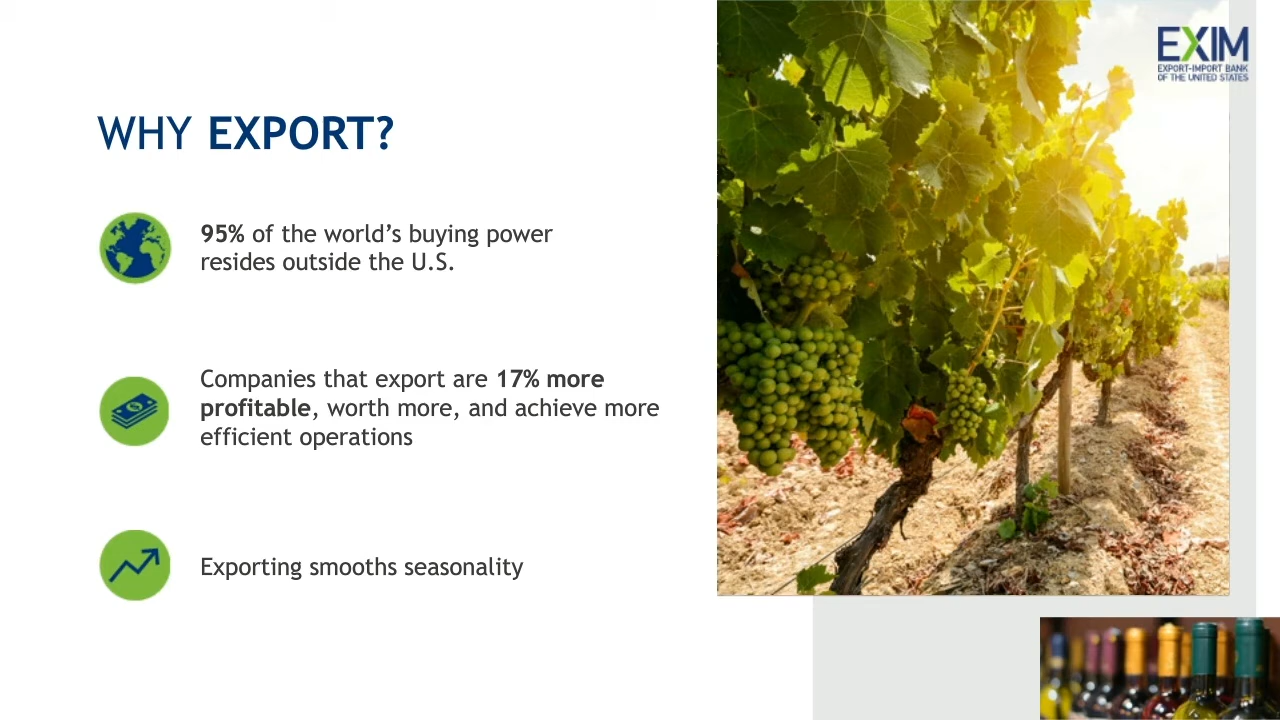 EXIM
EXPORT-IMPORT BANK
OF THE UNITED STATES
WHY EXPORT?
95% of the world’s buying power
resides outside the U.S.
Companies that export are 17% more
profitable, worth more, and achieve more
efficient operations
Exporting smooths seasonality